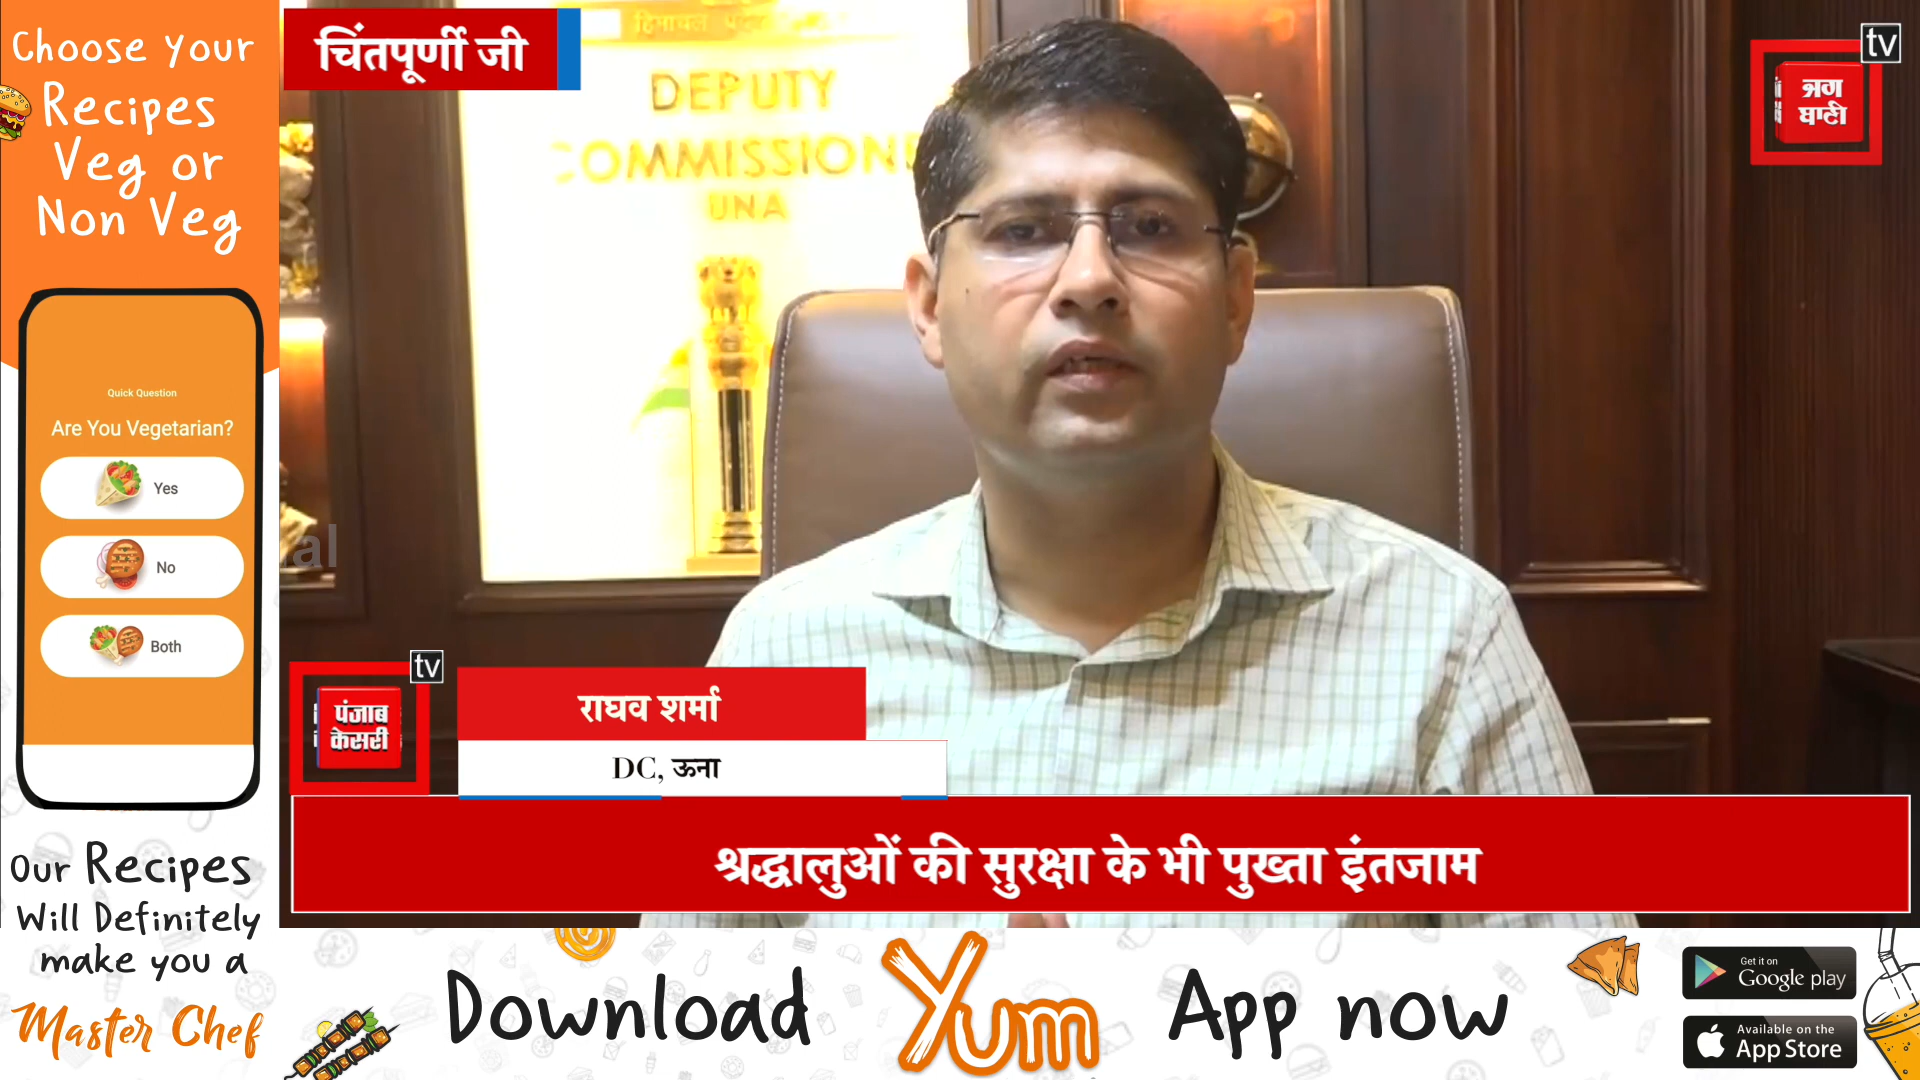 Choose your
Recipes
Veg or
Non Veg
Quick Question
Are You Vegetarian?
Yes
No
Both
Our Recipes
Will Definitely
make you a
Master Chef
चिंतपूर्णी जी
हिमाचल
DEPUTY
COMMISSION
UNA
tv
ਜਗ
ਬਾਣੀ
tv
पंजाब
केसरी
राघव शर्मा
DC, ऊना
श्रद्धालुओं की सुरक्षा के भी पुख्ता इंतजाम
Download Yum App now
Get it on
Google play
Available on the
App Store